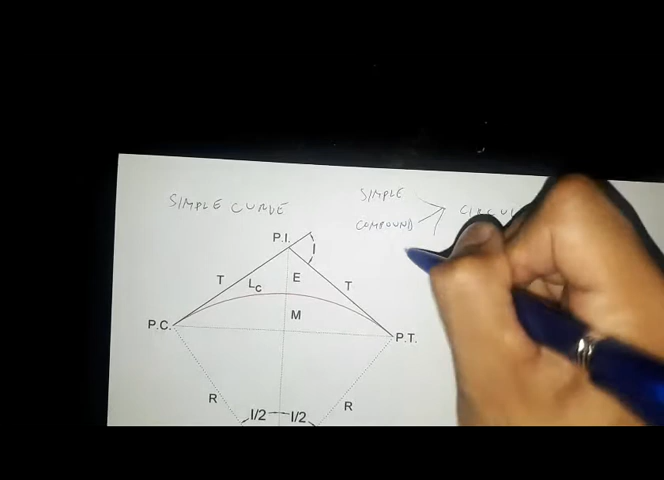 SIMPLE CURVE
SIMPLE
COMPOUND
P.I.
I
T
LC
E
T
P.C.
M
P.T.
R
I/2
I/2
R